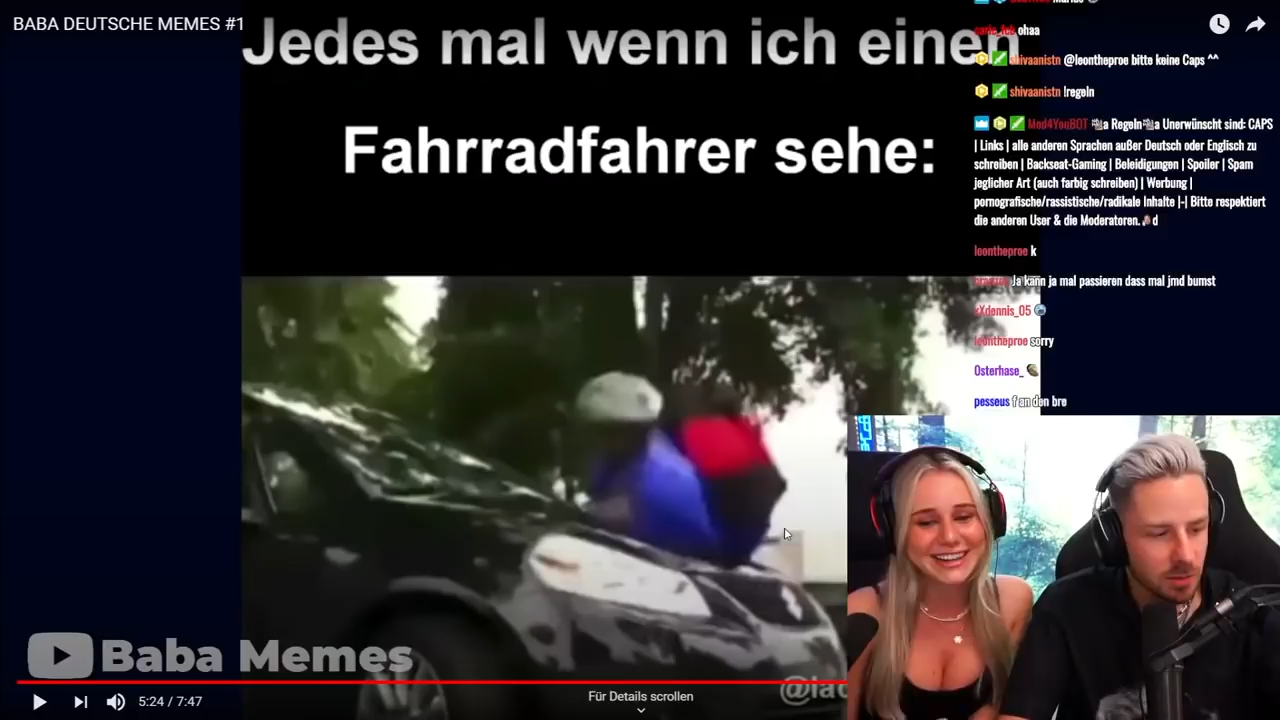 BABA DEUTSCHE MEMES #1
Jedes mal wenn ich einen
Fahrradfahrer sehe:
Baba Memes
5:24 / 7:47
Für Details scrollen
ohaa
shivaanistn @leontheproe bitte keine Caps ^^
shivaanistn !regeln
Mod4YouBOT a Regeln a Unerwünscht sind: CAPS
| Links | alle anderen Sprachen außer Deutsch oder Englisch zu
schreiben | Backseat-Gaming | Beleidigungen | Spoiler | Spam
jeglicher Art (auch farbig schreiben) | Werbung |
pornografische/rassistische/radikale Inhalte |-| Bitte respektiert
die anderen User & die Moderatoren. d
leontheproe k
Ja kann ja mal passieren dass mal jmd bumst
xXdennis_05
leontheproe sorry
Osterhase_
pesseus f an den bre